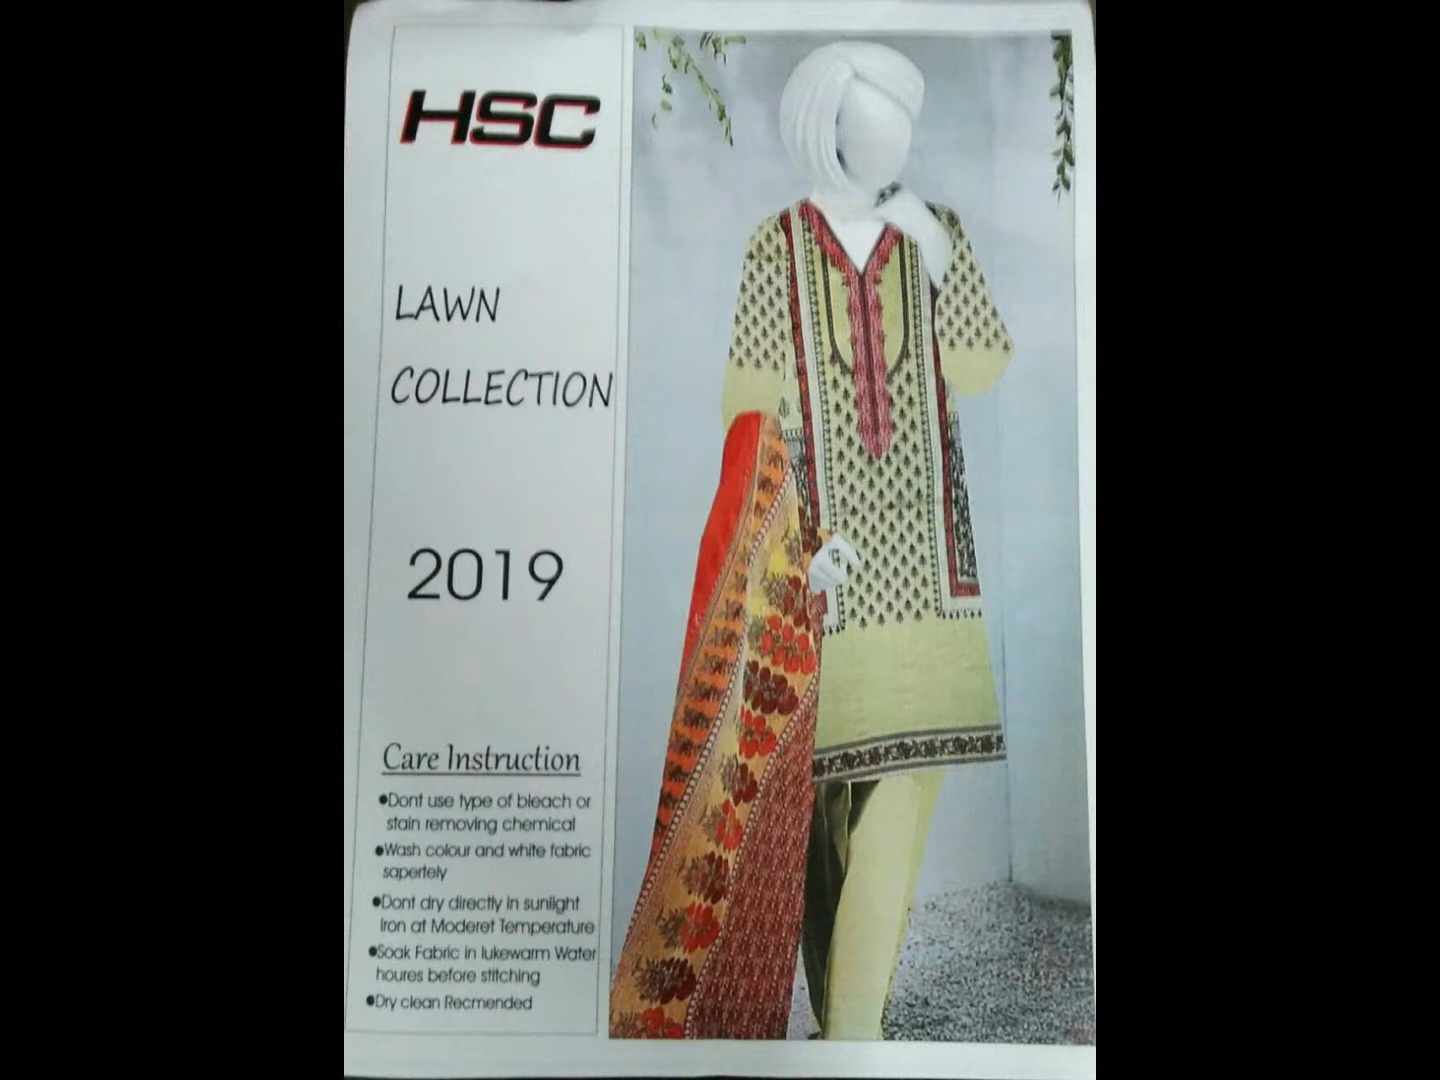 HSC
LAWN
COLLECTION
2019
Care Instruction
●Dont use type of bleach or
stain removing chemical
●Wash colour and white fabric
sapertely
●Dont dry directly in sunlight
Iron at Moderet Temperature
●Soak Fabric in lukewarm Water
houres before stitching
●Dry clean Recmended